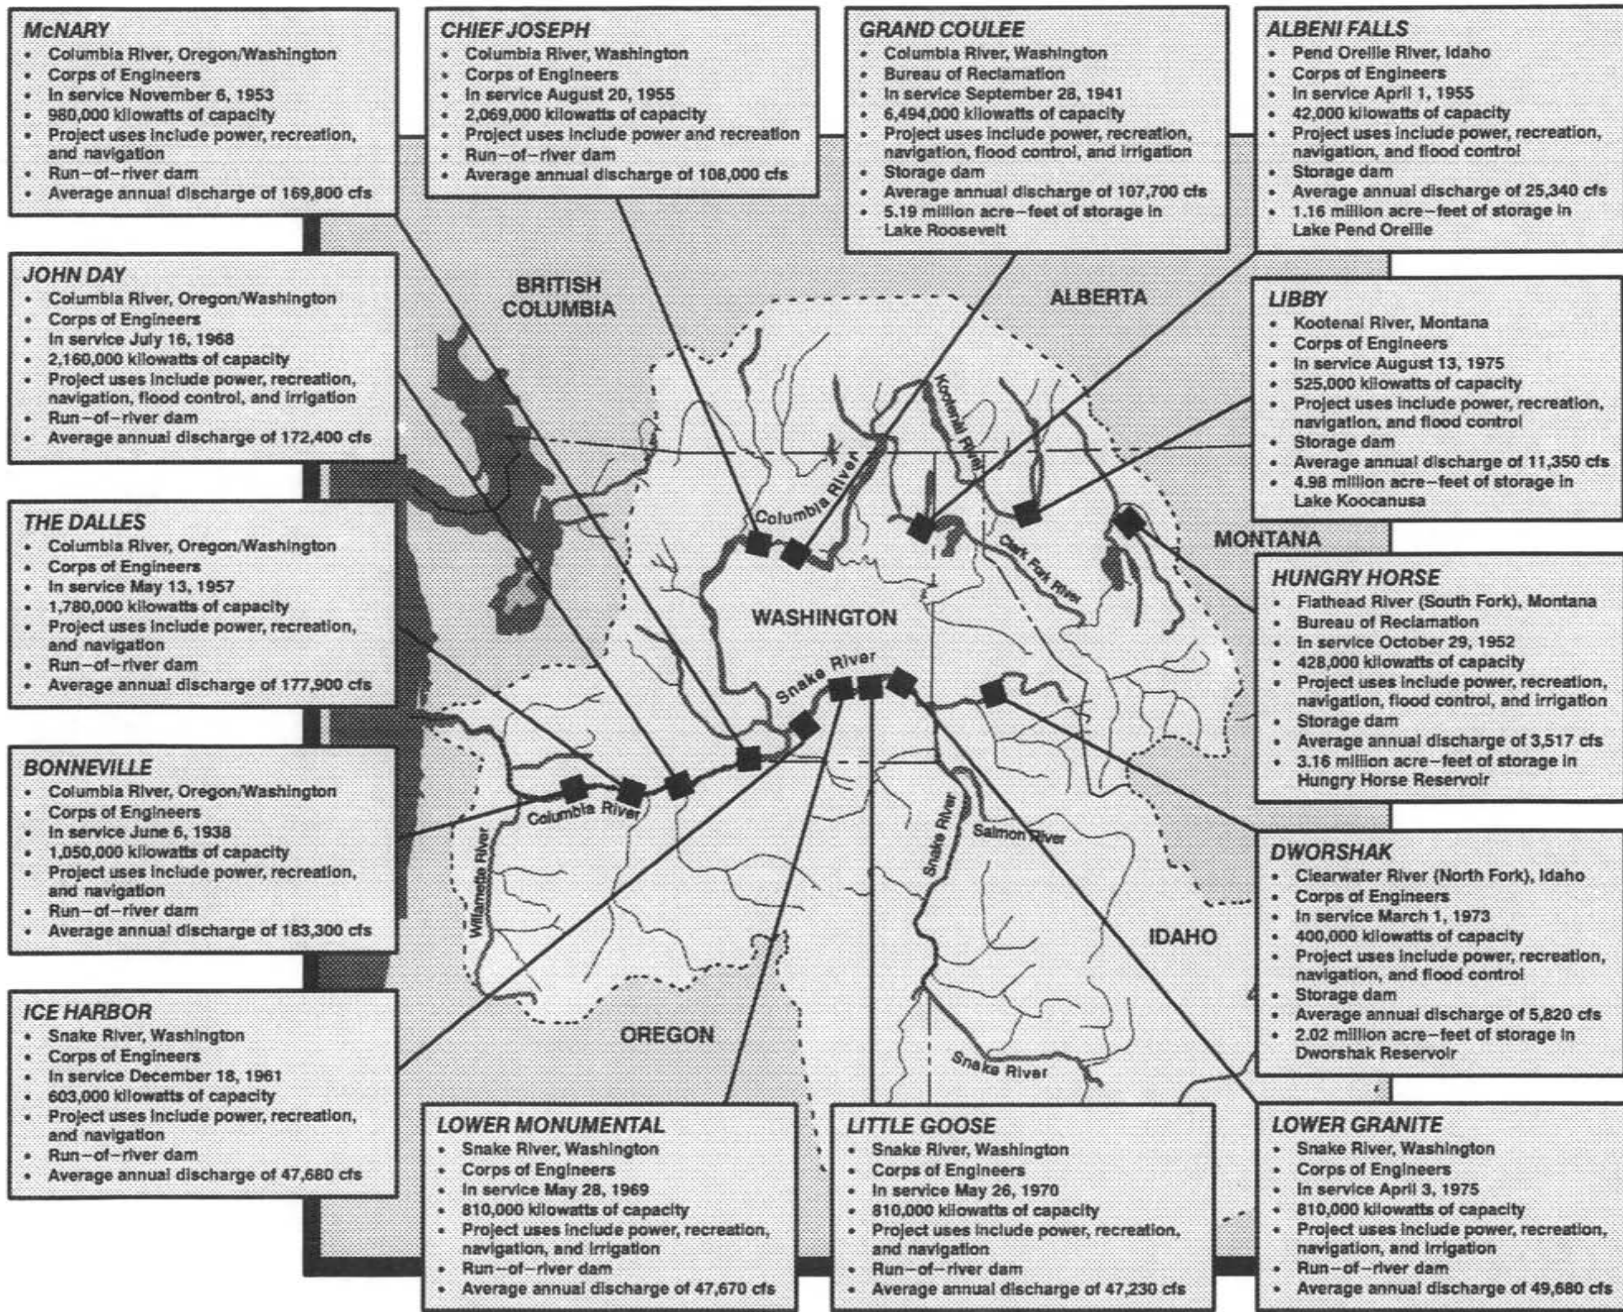 McNARY
• Columbia River, Oregon/Washington
• Corps of Engineers
• In service November 6, 1953
• 980,000 kilowatts of capacity
• Project uses include power, recreation,
and navigation
• Run-of-river dam
• Average annual discharge of 169,800 cfs
CHIEF JOSEPH
• Columbia River, Washington
• Corps of Engineers
• In service August 20, 1955
• 2,069,000 kilowatts of capacity
• Project uses include power and recreation
• Run-of-river dam
• Average annual discharge of 108,000 cfs
GRAND COULEE
• Columbia River, Washington
• Bureau of Reclamation
• In service September 28, 1941
• 6,494,000 kilowatts of capacity
• Project uses include power, recreation,
navigation, flood control, and irrigation
• Storage dam
• Average annual discharge of 107,700 cfs
• 5.19 million acre-feet of storage in
Lake Roosevelt
ALBENI FALLS
• Pend Oreille River, Idaho
• Corps of Engineers
• In service April 1, 1955
• 42,000 kilowatts of capacity
• Project uses include power, recreation,
navigation, and flood control
• Storage dam
• Average annual discharge of 25,340 cfs
• 1.16 million acre-feet of storage in
Lake Pend Oreille
JOHN DAY
• Columbia River, Oregon/Washington
• Corps of Engineers
• In service July 16, 1968
• 2,160,000 kilowatts of capacity
• Project uses include power, recreation,
navigation, flood control, and irrigation
• Run-of-river dam
• Average annual discharge of 172,400 cfs
LIBBY
• Kootenai River, Montana
• Corps of Engineers
• In service August 13, 1975
• 525,000 kilowatts of capacity
• Project uses include power, recreation,
navigation, and flood control
• Storage dam
• Average annual discharge of 11,350 cfs
• 4.98 million acre-feet of storage in
Lake Koocanusa
THE DALLES
• Columbia River, Oregon/Washington
• Corps of Engineers
• In service May 13, 1957
• 1,780,000 kilowatts of capacity
• Project uses include power, recreation,
and navigation
• Run-of-river dam
• Average annual discharge of 177,900 cfs
HUNGRY HORSE
• Flathead River (South Fork), Montana
• Bureau of Reclamation
• In service October 29, 1952
• 428,000 kilowatts of capacity
• Project uses include power, recreation,
navigation, flood control, and irrigation
• Storage dam
• Average annual discharge of 3,517 cfs
• 3.16 million acre-feet of storage in
Hungry Horse Reservoir
BONNEVILLE
• Columbia River, Oregon/Washington
• Corps of Engineers
• In service June 6, 1938
• 1,050,000 kilowatts of capacity
• Project uses include power, recreation,
and navigation
• Run-of-river dam
• Average annual discharge of 183,300 cfs
DWORSHAK
• Clearwater River (North Fork), Idaho
• Corps of Engineers
• In service March 1, 1973
• 400,000 kilowatts of capacity
• Project uses include power, recreation,
navigation, and flood control
• Storage dam
• Average annual discharge of 5,820 cfs
• 2.02 million acre-feet of storage in
Dworshak Reservoir
ICE HARBOR
• Snake River, Washington
• Corps of Engineers
• In service December 18, 1961
• 603,000 kilowatts of capacity
• Project uses include power, recreation,
and navigation
• Run-of-river dam
• Average annual discharge of 47,680 cfs
LOWER MONUMENTAL
• Snake River, Washington
• Corps of Engineers
• In service May 28, 1969
• 810,000 kilowatts of capacity
• Project uses include power, recreation,
navigation, and irrigation
• Run-of-river dam
• Average annual discharge of 47,670 cfs
LITTLE GOOSE
• Snake River, Washington
• Corps of Engineers
• In service May 26, 1970
• 810,000 kilowatts of capacity
• Project uses include power, recreation,
and navigation
• Run-of-river dam
• Average annual discharge of 47,230 cfs
LOWER GRANITE
• Snake River, Washington
• Corps of Engineers
• In service April 3, 1975
• 810,000 kilowatts of capacity
• Project uses include power, recreation,
navigation, and irrigation
• Run-of-river dam
• Average annual discharge of 49,680 cfs
BRITISH
COLUMBIA
ALBERTA
Kootenai River
Columbia River
MONTANA
Clark Fork River
WASHINGTON
Snake River
Columbia River
Willamette River
Snake River
Salmon River
IDAHO
OREGON
Snake River